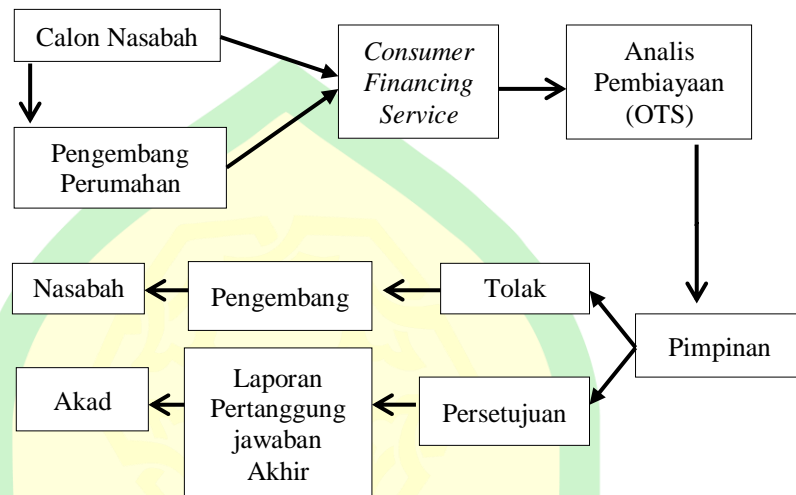 Calon Nasabah
Consumer
Financing
Service
Analis
Pembiayaan
(OTS)
Pengembang
Perumahan
Nasabah
Pengembang
Tolak
Pimpinan
Akad
Laporan
Pertanggung
jawaban
Akhir
Persetujuan